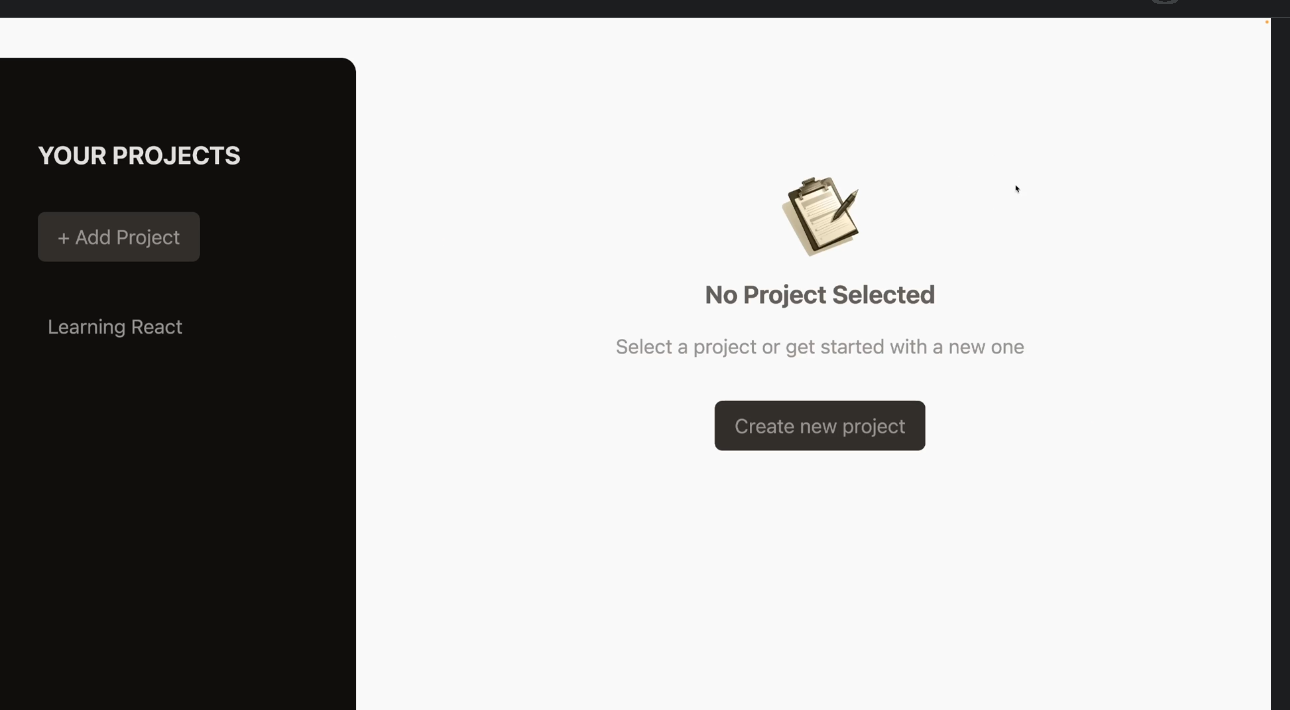 YOUR PROJECTS
+ Add Project
Learning React
No Project Selected
Select a project or get started with a new one
Create new project